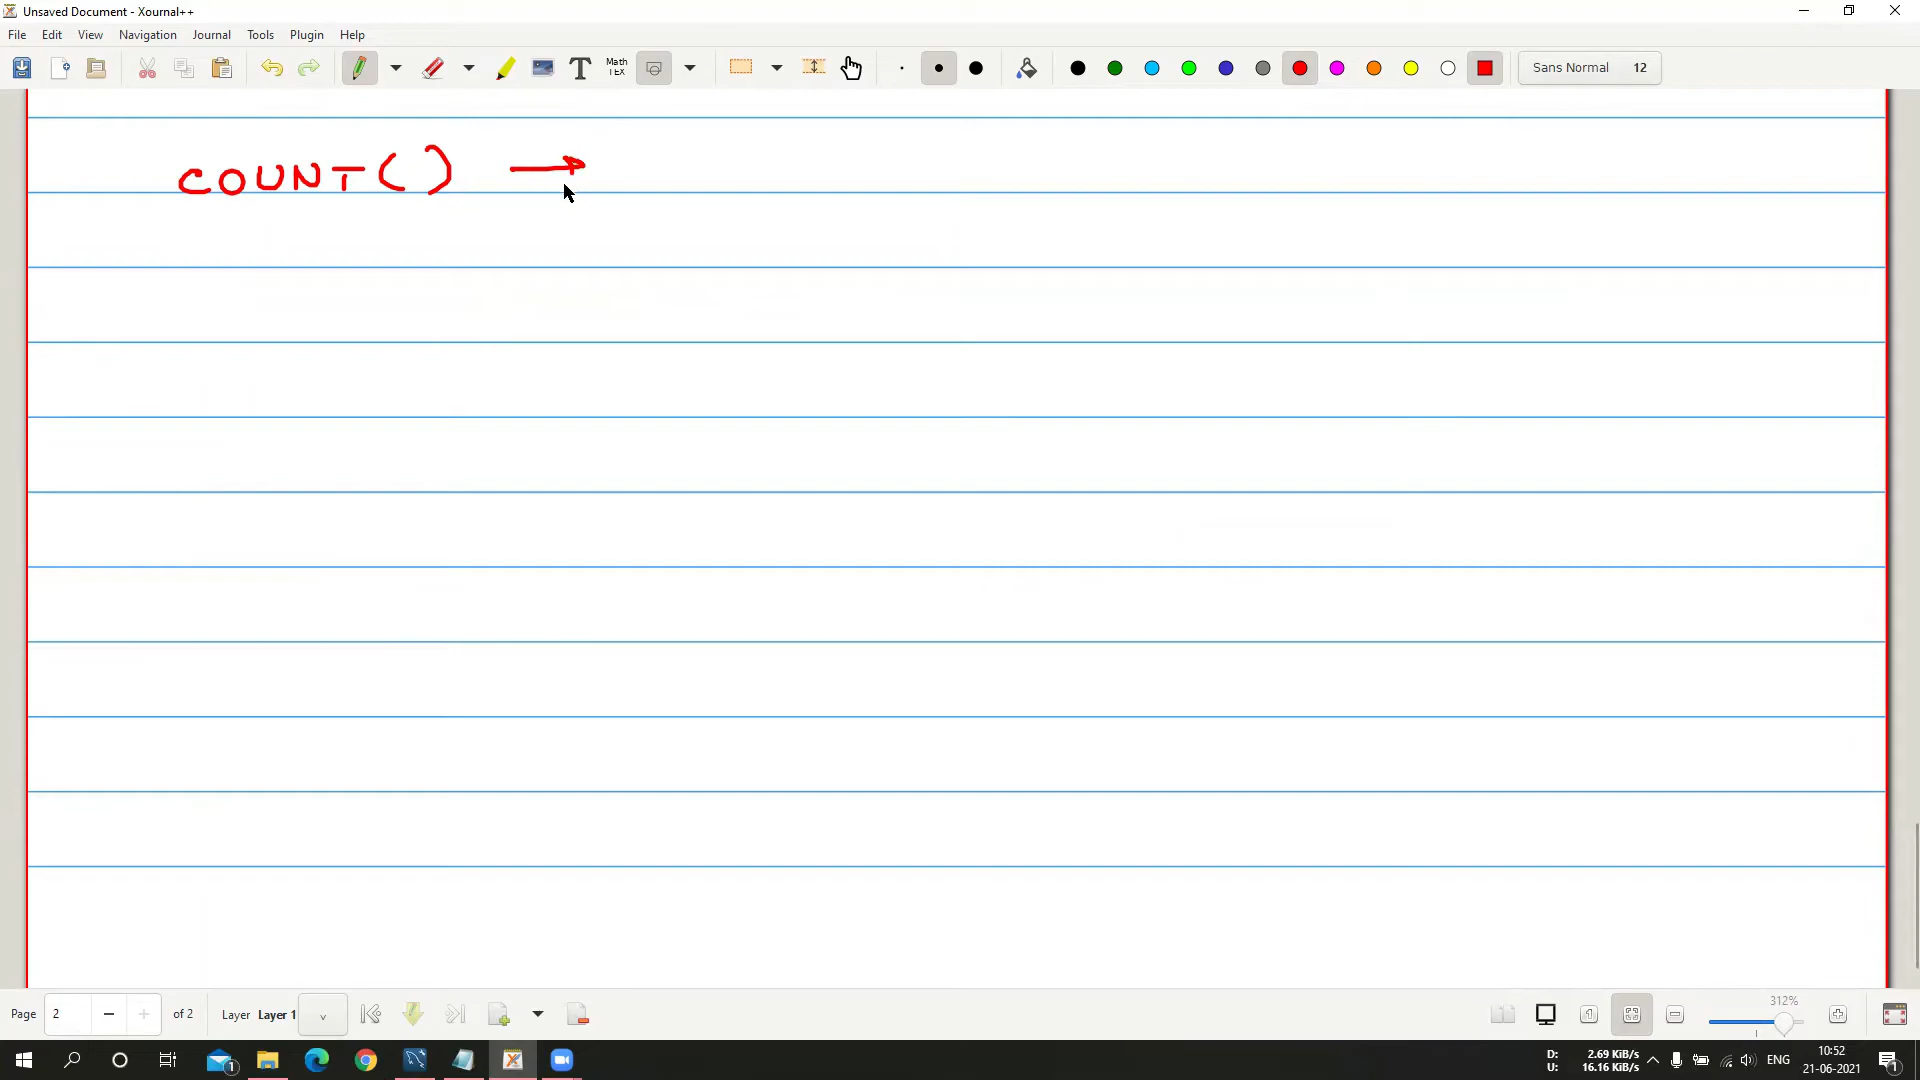 Unsaved Document - Xournal++
File Edit View Navigation Journal Tools Plugin Help
Math TEX Sans Normal 12
COUNT() →
Page 2 of 2 Layer Layer 1 312%
D: 2.69 KiB/s
U: 16.16 KiB/s
ENG
10:52
21-06-2021